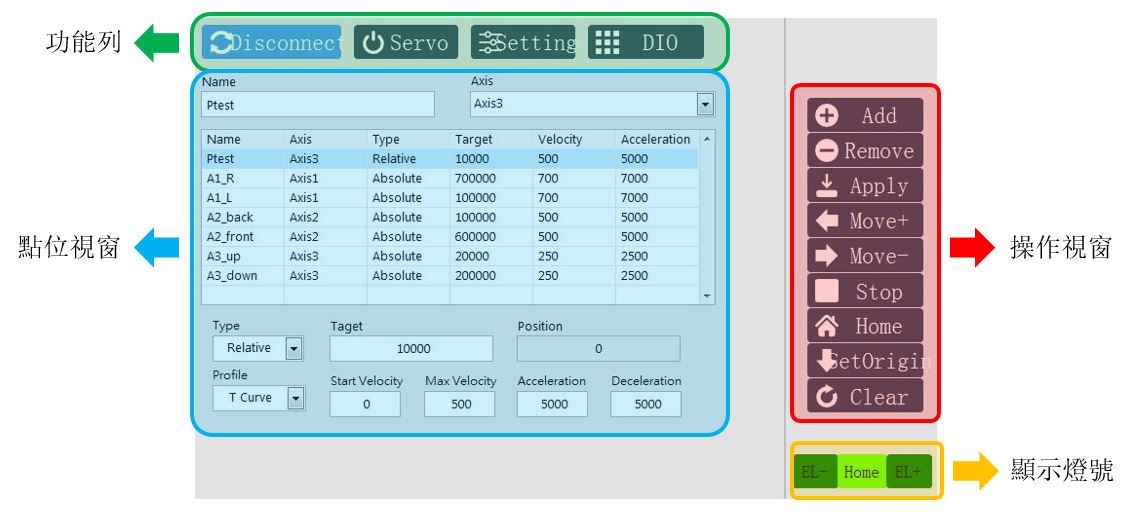 功能列
Disconnect Servo Setting DIO
Name Axis
Ptest Axis3
Name Axis Type Target Velocity Acceleration
Ptest Axis3 Relative 10000 500 5000
A1_R Axis1 Absolute 700000 700 7000
A1_L Axis1 Absolute 100000 700 7000
A2_back Axis2 Absolute 100000 500 5000
A2_front Axis2 Absolute 600000 500 5000
A3_up Axis3 Absolute 20000 250 2500
A3_down Axis3 Absolute 200000 250 2500
Type Taget Position
Relative 10000 0
Profile Start Velocity Max Velocity Acceleration Deceleration
T Curve 0 500 5000 5000
點位視窗
Add
Remove
Apply
Move+
Move-
Stop
Home
SetOrigin
Clear
操作視窗
EL- Home EL+
顯示燈號